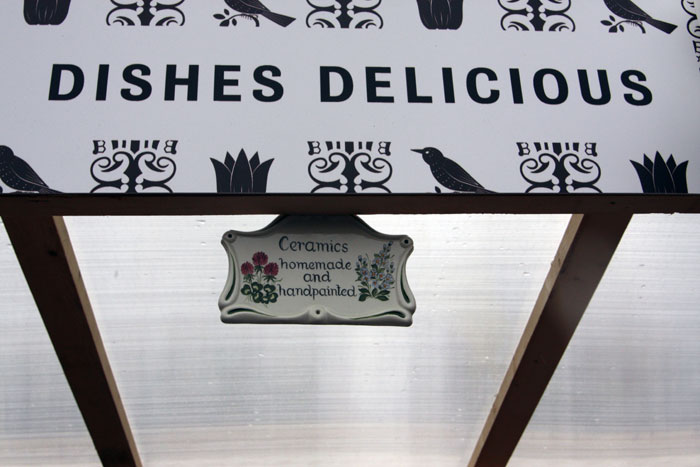 DISHES DELICIOUS
Ceramics
homemade
and
handpainted